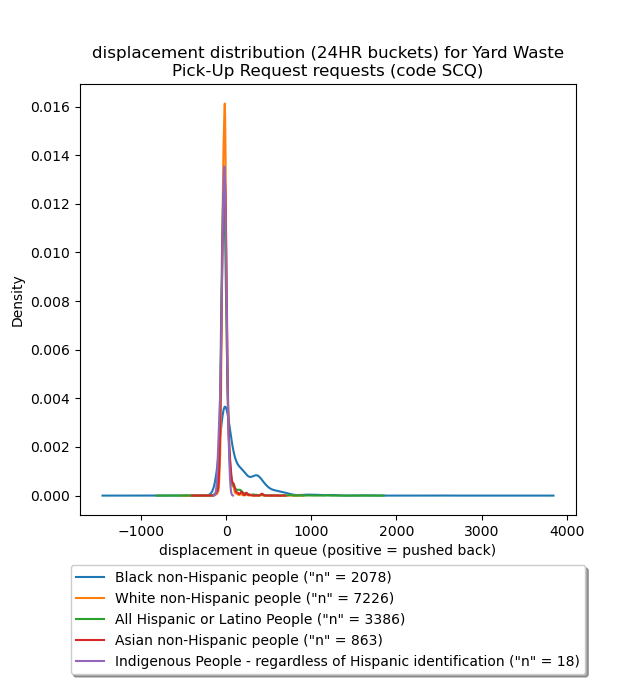 displacement distribution (24HR buckets) for Yard Waste
Pick-Up Request requests (code SCQ)
0.016
0.014
0.012
0.010
0.008
0.006
0.004
0.002
0.000
Density
−1000
0
1000
2000
3000
4000
displacement in queue (positive = pushed back)
Black non-Hispanic people ("n" = 2078)
White non-Hispanic people ("n" = 7226)
All Hispanic or Latino People ("n" = 3386)
Asian non-Hispanic people ("n" = 863)
Indigenous People - regardless of Hispanic identification ("n" = 18)